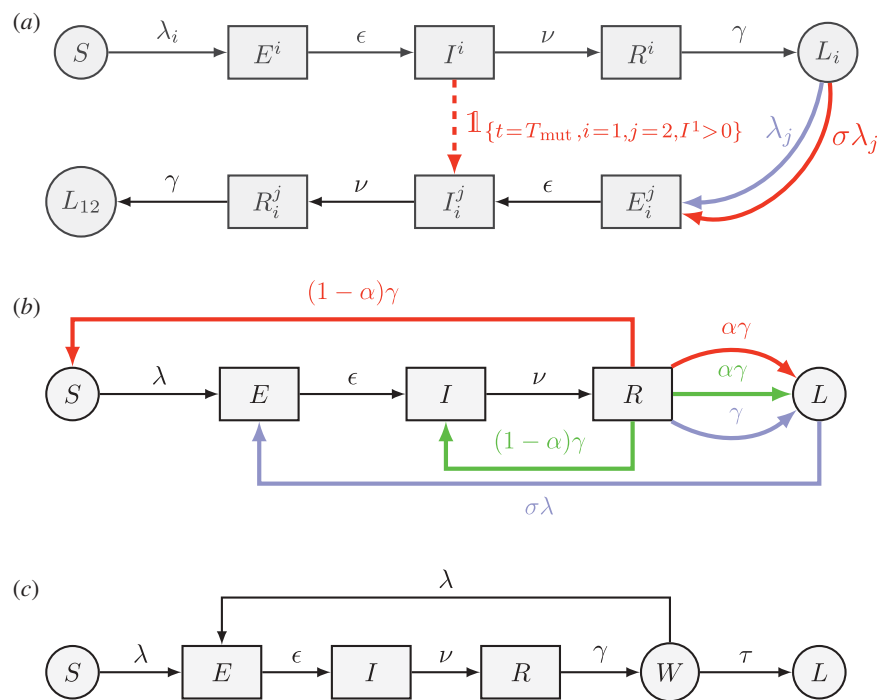 (a)
S λ_i E^i ϵ I^i ν R^i γ L_i
𝟙_{t=T_mut, i=1, j=2, I^1>0} λ_j σλ_j
L_12 γ R_i^j ν I_i^j ϵ E_i^j
(b)
(1 − α)γ
S λ E ϵ I ν R αγ αγ γ L
(1 − α)γ
σλ
(c)
λ
S λ E ϵ I ν R γ W τ L